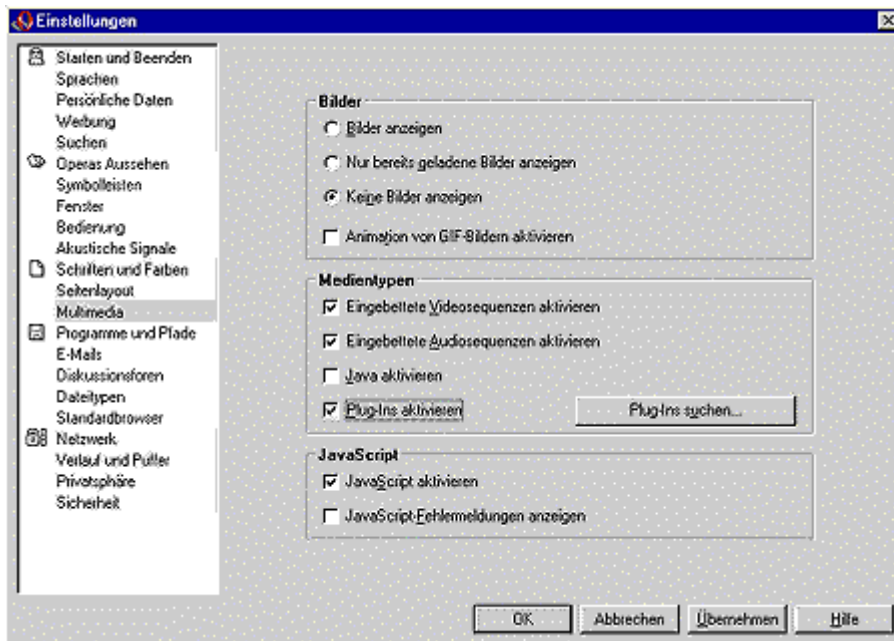 Einstellungen
Starten und Beenden
Sprachen
Persönliche Daten
Werbung
Suchen
Operas Aussehen
Symbolleisten
Fenster
Bedienung
Akustische Signale
Schriften und Farben
Seitenlayout
Multimedia
Programme und Pfade
E-Mails
Diskussionsforen
Dateitypen
Standardbrowser
Netzwerk
Verlauf und Puffer
Privatsphäre
Sicherheit
Bilder
Bilder anzeigen
Nur bereits geladene Bilder anzeigen
Keine Bilder anzeigen
Animation von GIF-Bildern aktivieren
Medientypen
Eingebettete Videosequenzen aktivieren
Eingebettete Audiosequenzen aktivieren
Java aktivieren
Plug-Ins aktivieren
Plug-Ins suchen...
JavaScript
JavaScript aktivieren
JavaScript-Fehlermeldungen anzeigen
OK
Abbrechen
Übernehmen
Hilfe